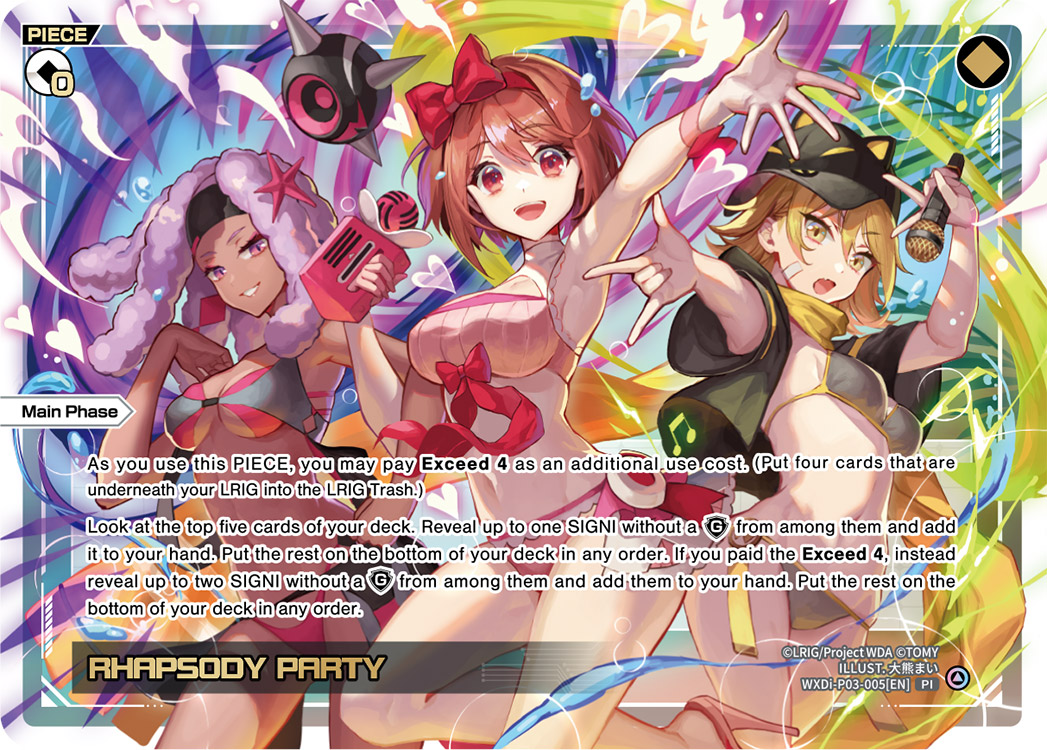 PIECE
0
Main Phase
As you use this PIECE, you may pay Exceed 4 as an additional use cost. (Put four cards that are
underneath your LRIG into the LRIG Trash.)
Look at the top five cards of your deck. Reveal up to one SIGNI without a G from among them and add
it to your hand. Put the rest on the bottom of your deck in any order. If you paid the Exceed 4, instead
reveal up to two SIGNI without a G from among them and add them to your hand. Put the rest on the
bottom of your deck in any order.
RHAPSODY PARTY
©LRIG/Project WDA ©TOMY
ILLUST. 大熊まい
WXDi-P03-005[EN] PI